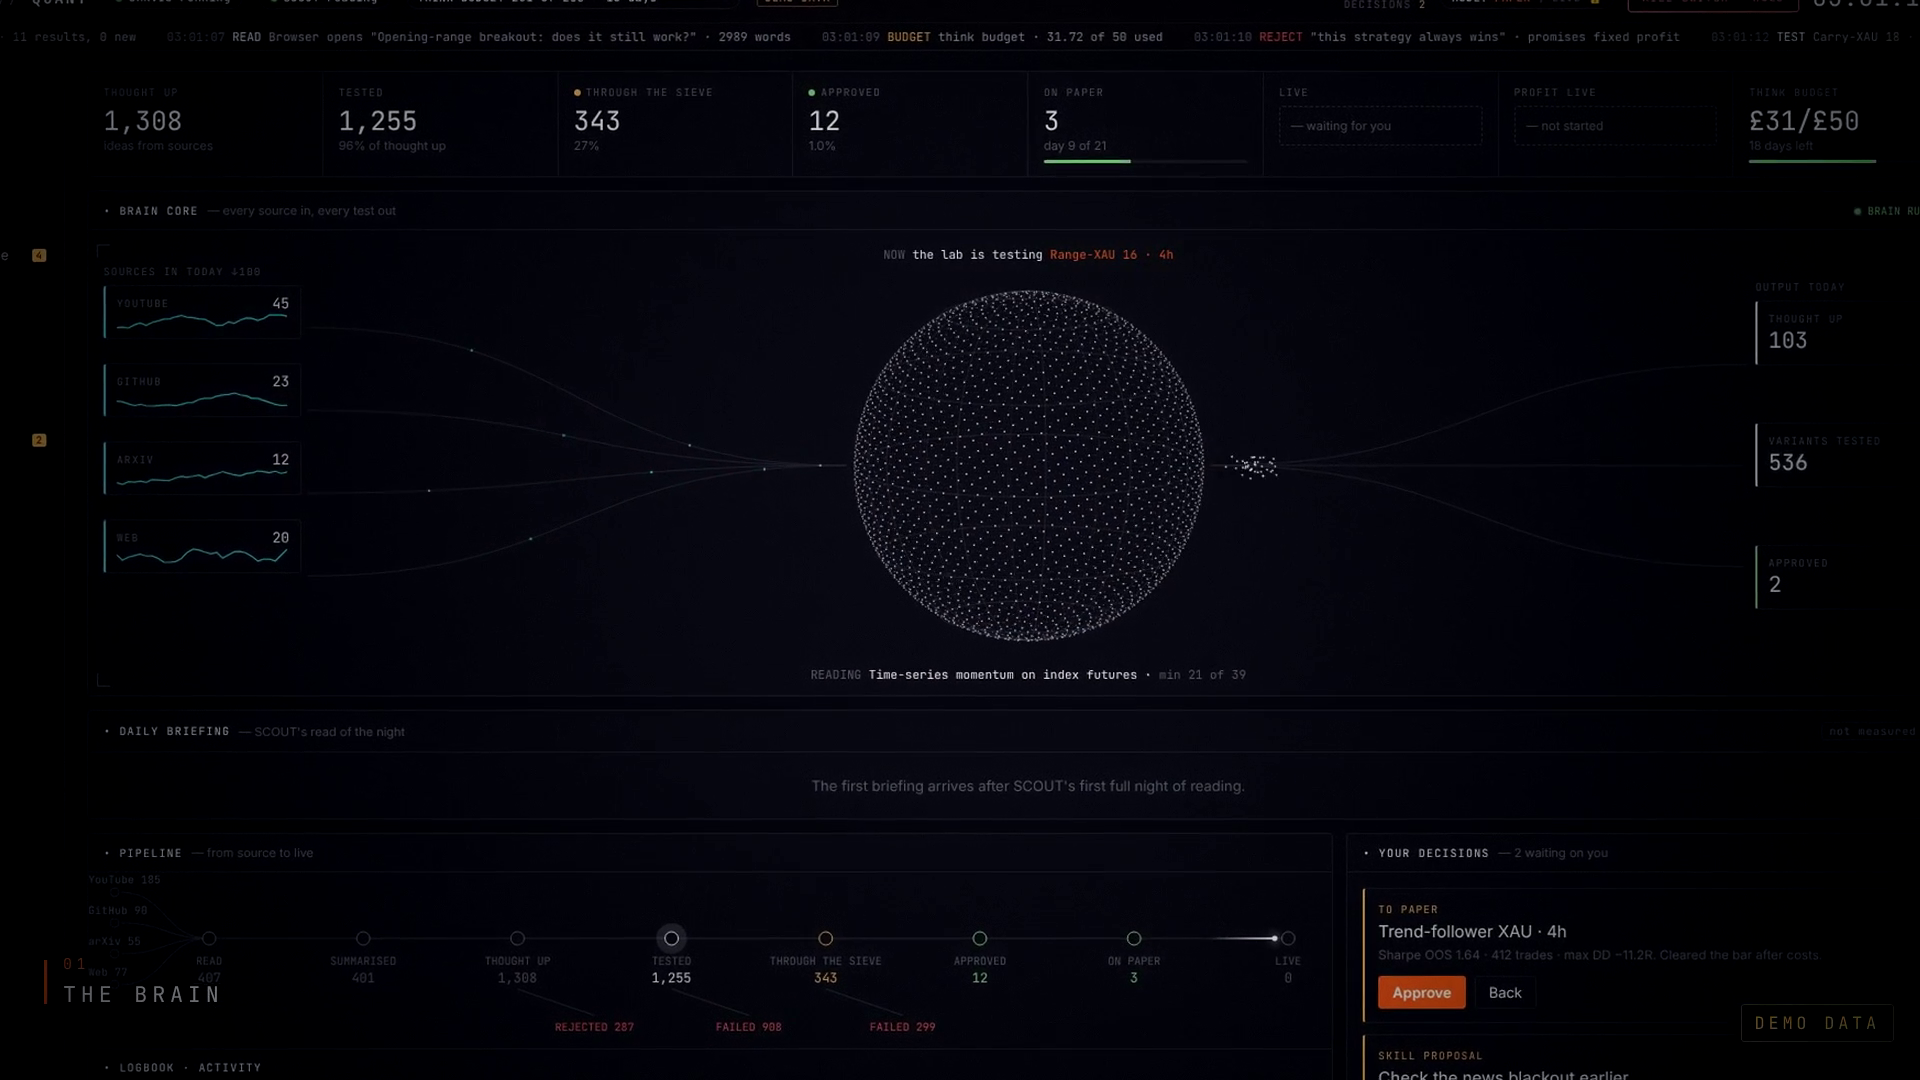 DECISIONS 2
· 11 results, 0 new 03:01:07 READ Browser opens "Opening-range breakout: does it still work?" · 2989 words 03:01:09 BUDGET think budget · 31.72 of 50 used 03:01:10 REJECT "this strategy always wins" · promises fixed profit 03:01:12 TEST Carry-XAU 18
THOUGHT UP
1,308
ideas from sources
TESTED
1,255
96% of thought up
THROUGH THE SIEVE
343
27%
APPROVED
12
1.0%
ON PAPER
3
day 9 of 21
LIVE
— waiting for you
PROFIT LIVE
— not started
THINK BUDGET
£31/£50
18 days left
• BRAIN CORE — every source in, every test out
BRAIN RU
4
2
SOURCES IN TODAY ↓100
YOUTUBE 45
GITHUB 23
ARXIV 12
WEB 20
NOW the lab is testing Range-XAU 16 · 4h
READING Time-series momentum on index futures · min 21 of 39
OUTPUT TODAY
THOUGHT UP
103
VARIANTS TESTED
536
APPROVED
2
• DAILY BRIEFING — SCOUT's read of the night
not measured
The first briefing arrives after SCOUT's first full night of reading.
• PIPELINE — from source to live
YouTube 185
GitHub 90
arXiv 55
Web 77
READ
407
SUMMARISED
401
THOUGHT UP
1,308
TESTED
1,255
THROUGH THE SIEVE
343
APPROVED
12
ON PAPER
3
LIVE
0
REJECTED 287
FAILED 908
FAILED 299
• LOGBOOK · ACTIVITY
• YOUR DECISIONS — 2 waiting on you
TO PAPER
Trend-follower XAU · 4h
Sharpe OOS 1.64 · 412 trades · max DD −11.2R. Cleared the bar after costs
Approve
Back
SKILL PROPOSAL
Check the news blackout earlier
01
THE BRAIN
DEMO DATA